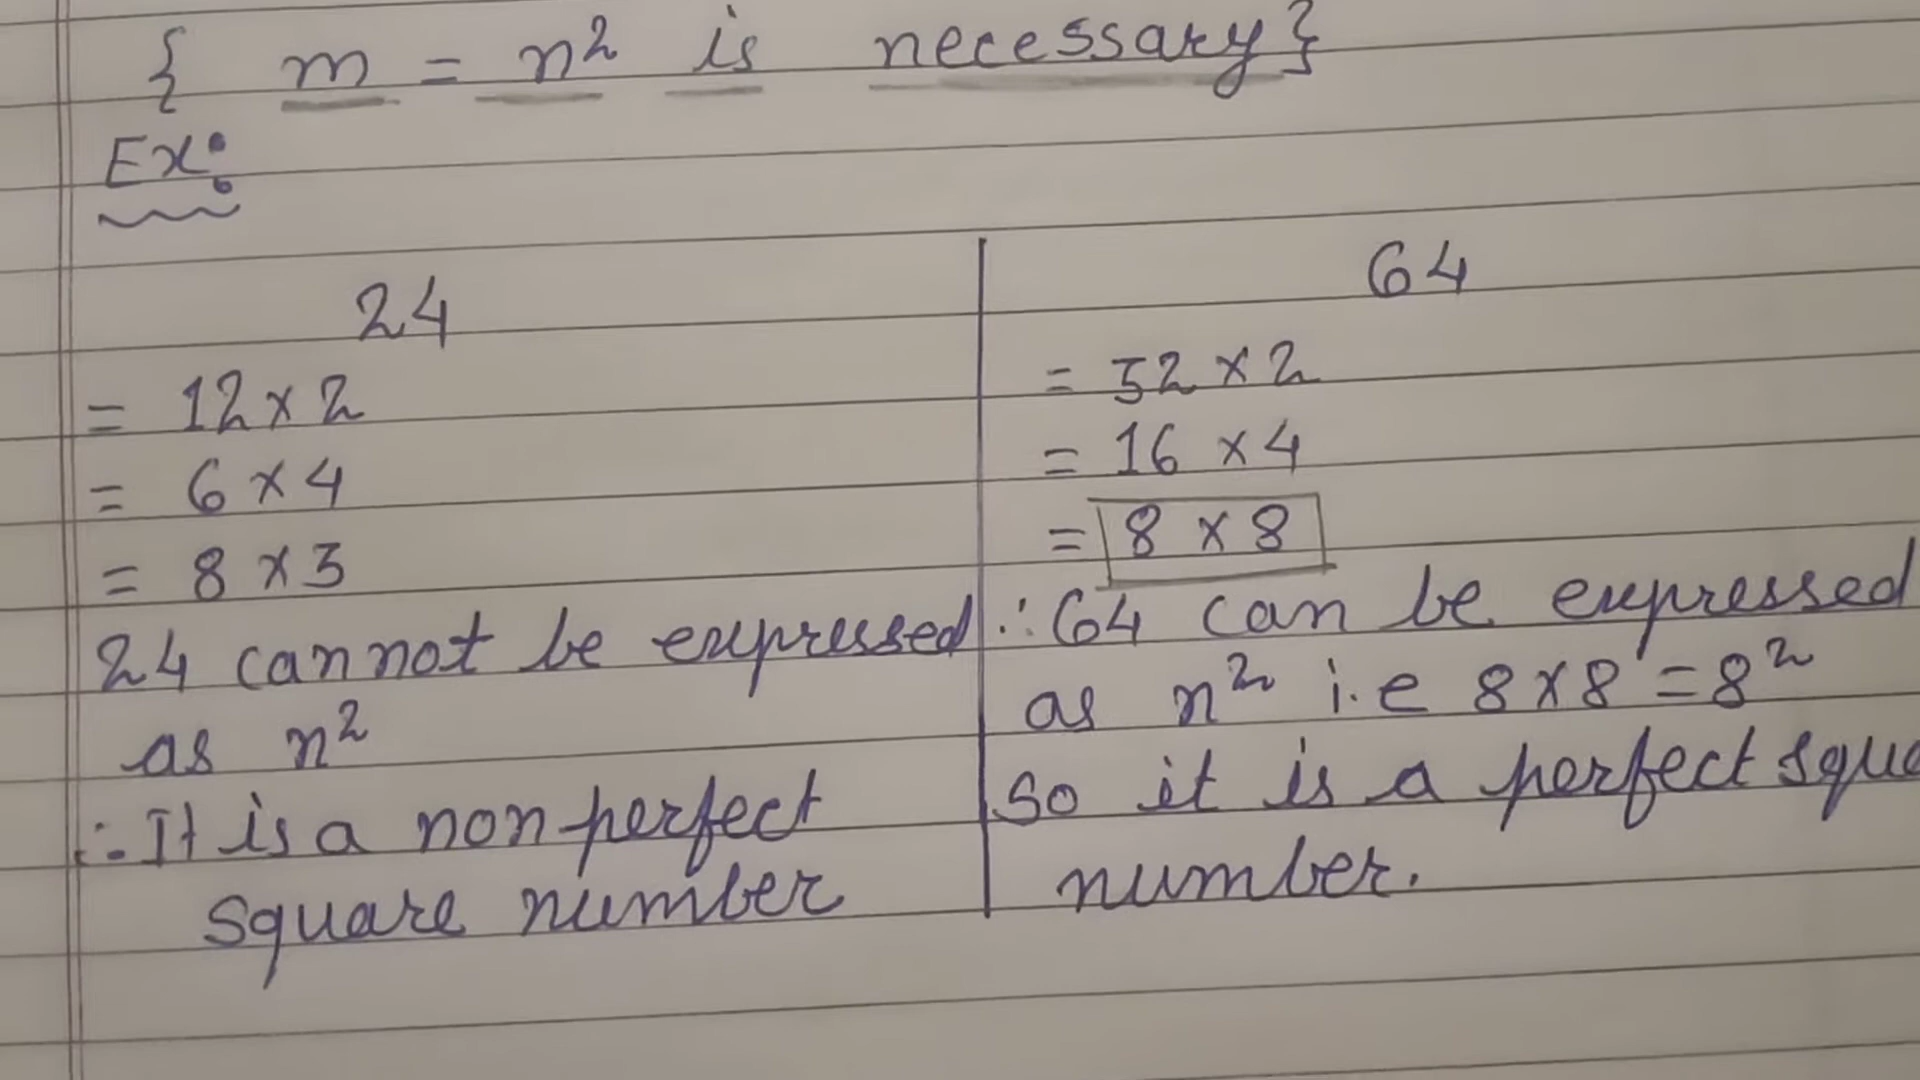 { m = n² is necessary}
Ex:
24
= 12 x 2
= 6 x 4
= 8 x 3
24 cannot be expressed
as n²
∴ It is a non perfect
square number
64
= 32 x 2
= 16 x 4
= 8 x 8
∴ 64 can be expressed
as n² i.e 8 x 8 = 8²
So it is a perfect squa
number.